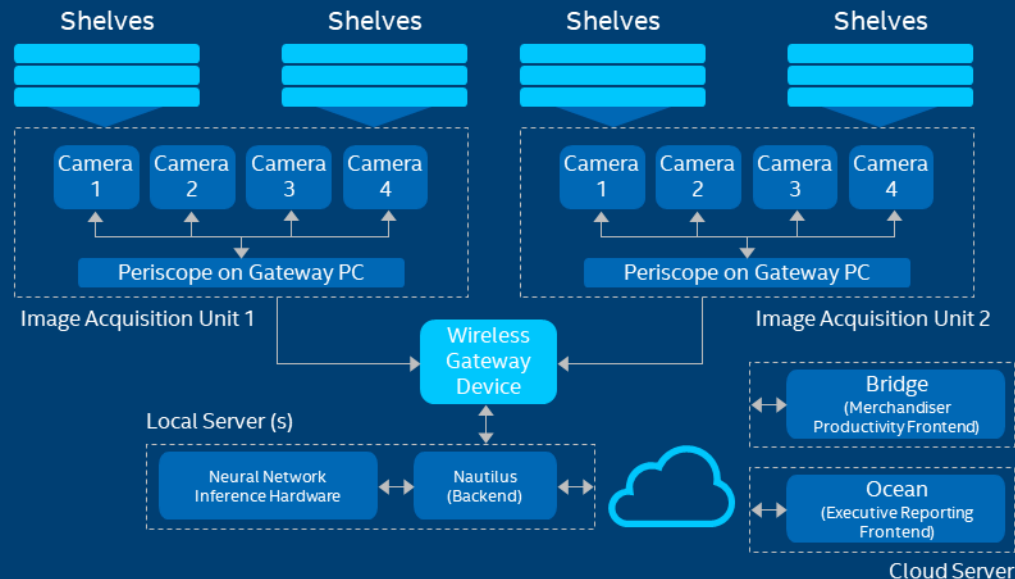 Shelves
Shelves
Shelves
Shelves
Camera
1
Camera
2
Camera
3
Camera
4
Camera
1
Camera
2
Camera
3
Camera
4
Periscope on Gateway PC
Periscope on Gateway PC
Image Acquisition Unit 1
Image Acquisition Unit 2
Wireless
Gateway
Device
Bridge
(Merchandiser
Productivity Frontend)
Local Server (s)
Neural Network
Inference Hardware
Nautilus
(Backend)
Ocean
(Executive Reporting
Frontend)
Cloud Server